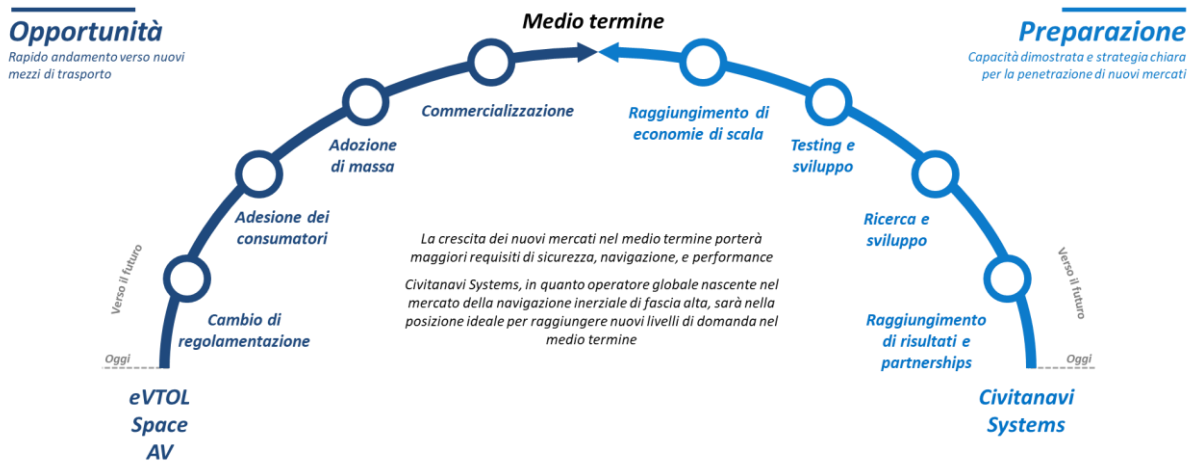 Opportunità
Rapido andamento verso nuovi
mezzi di trasporto
Medio termine
Preparazione
Capacità dimostrata e strategia chiara
per la penetrazione di nuovi mercati
Commercializzazione
Adozione
di massa
Adesione dei
consumatori
Cambio di
regolamentazione
Verso il futuro
Oggi
eVTOL
Space
AV
Raggiungimento di
economie di scala
Testing e
sviluppo
Ricerca e
sviluppo
Raggiungimento
di risultati e
partnerships
Verso il futuro
Oggi
Civitanavi
Systems
La crescita dei nuovi mercati nel medio termine porterà
maggiori requisiti di sicurezza, navigazione, e performance
Civitanavi Systems, in quanto operatore globale nascente nel
mercato della navigazione inerziale di fascia alta, sarà nella
posizione ideale per raggiungere nuovi livelli di domanda nel
medio termine